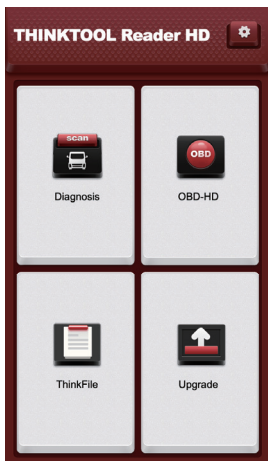 THINKTOOL Reader HD
scan
Diagnosis
OBD
OBD-HD
ThinkFile
Upgrade